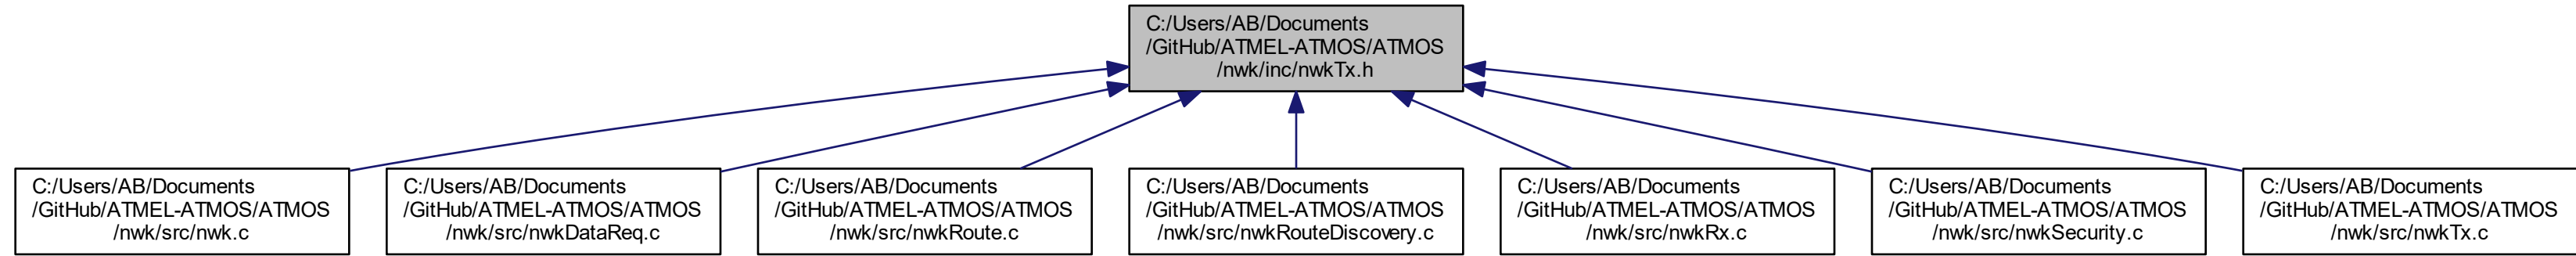 C:/Users/AB/Documents
/GitHub/ATMEL-ATMOS/ATMOS
/nwk/inc/nwkTx.h
C:/Users/AB/Documents
/GitHub/ATMEL-ATMOS/ATMOS
/nwk/src/nwk.c
C:/Users/AB/Documents
/GitHub/ATMEL-ATMOS/ATMOS
/nwk/src/nwkDataReq.c
C:/Users/AB/Documents
/GitHub/ATMEL-ATMOS/ATMOS
/nwk/src/nwkRoute.c
C:/Users/AB/Documents
/GitHub/ATMEL-ATMOS/ATMOS
/nwk/src/nwkRouteDiscovery.c
C:/Users/AB/Documents
/GitHub/ATMEL-ATMOS/ATMOS
/nwk/src/nwkRx.c
C:/Users/AB/Documents
/GitHub/ATMEL-ATMOS/ATMOS
/nwk/src/nwkSecurity.c
C:/Users/AB/Documents
/GitHub/ATMEL-ATMOS/ATMOS
/nwk/src/nwkTx.c